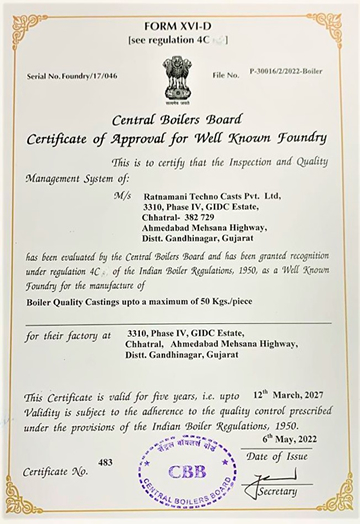 FORM XVI-D
[see regulation 4C
Serial No. Foundry/17/046
File No. P-30016/2/2022-Boiler
सत्यमेव जयते
Central Boilers Board
Certificate of Approval for Well Known Foundry
This is to certify that the Inspection and Quality
Management System of:
M/s Ratnamani Techno Casts Pvt. Ltd,
3310, Phase IV, GIDC Estate,
Chhatral- 382 729
Ahmedabad Mehsana Highway,
Distt. Gandhinagar, Gujarat
has been evaluated by the Central Boilers Board and has been granted recognition
under regulation 4C of the Indian Boiler Regulations, 1950, as a Well Known
Foundry for the manufacture of
Boiler Quality Castings upto a maximum of 50 Kgs./piece
for their factory at 3310, Phase IV, GIDC Estate,
Chhatral, Ahmedabad Mehsana Highway,
Distt. Gandhinagar, Gujarat
This Certificate is valid for five years, i.e. upto 12th March, 2027
Validity is subject to the adherence to the quality control prescribed
under the provisions of the Indian Boiler Regulations, 1950.
6th May, 2022
Date of Issue
Certificate No. 483
सेंट्रल बॉयलर्स बोर्ड
CBB
CENTRAL BOILERS BOARD
Secretary